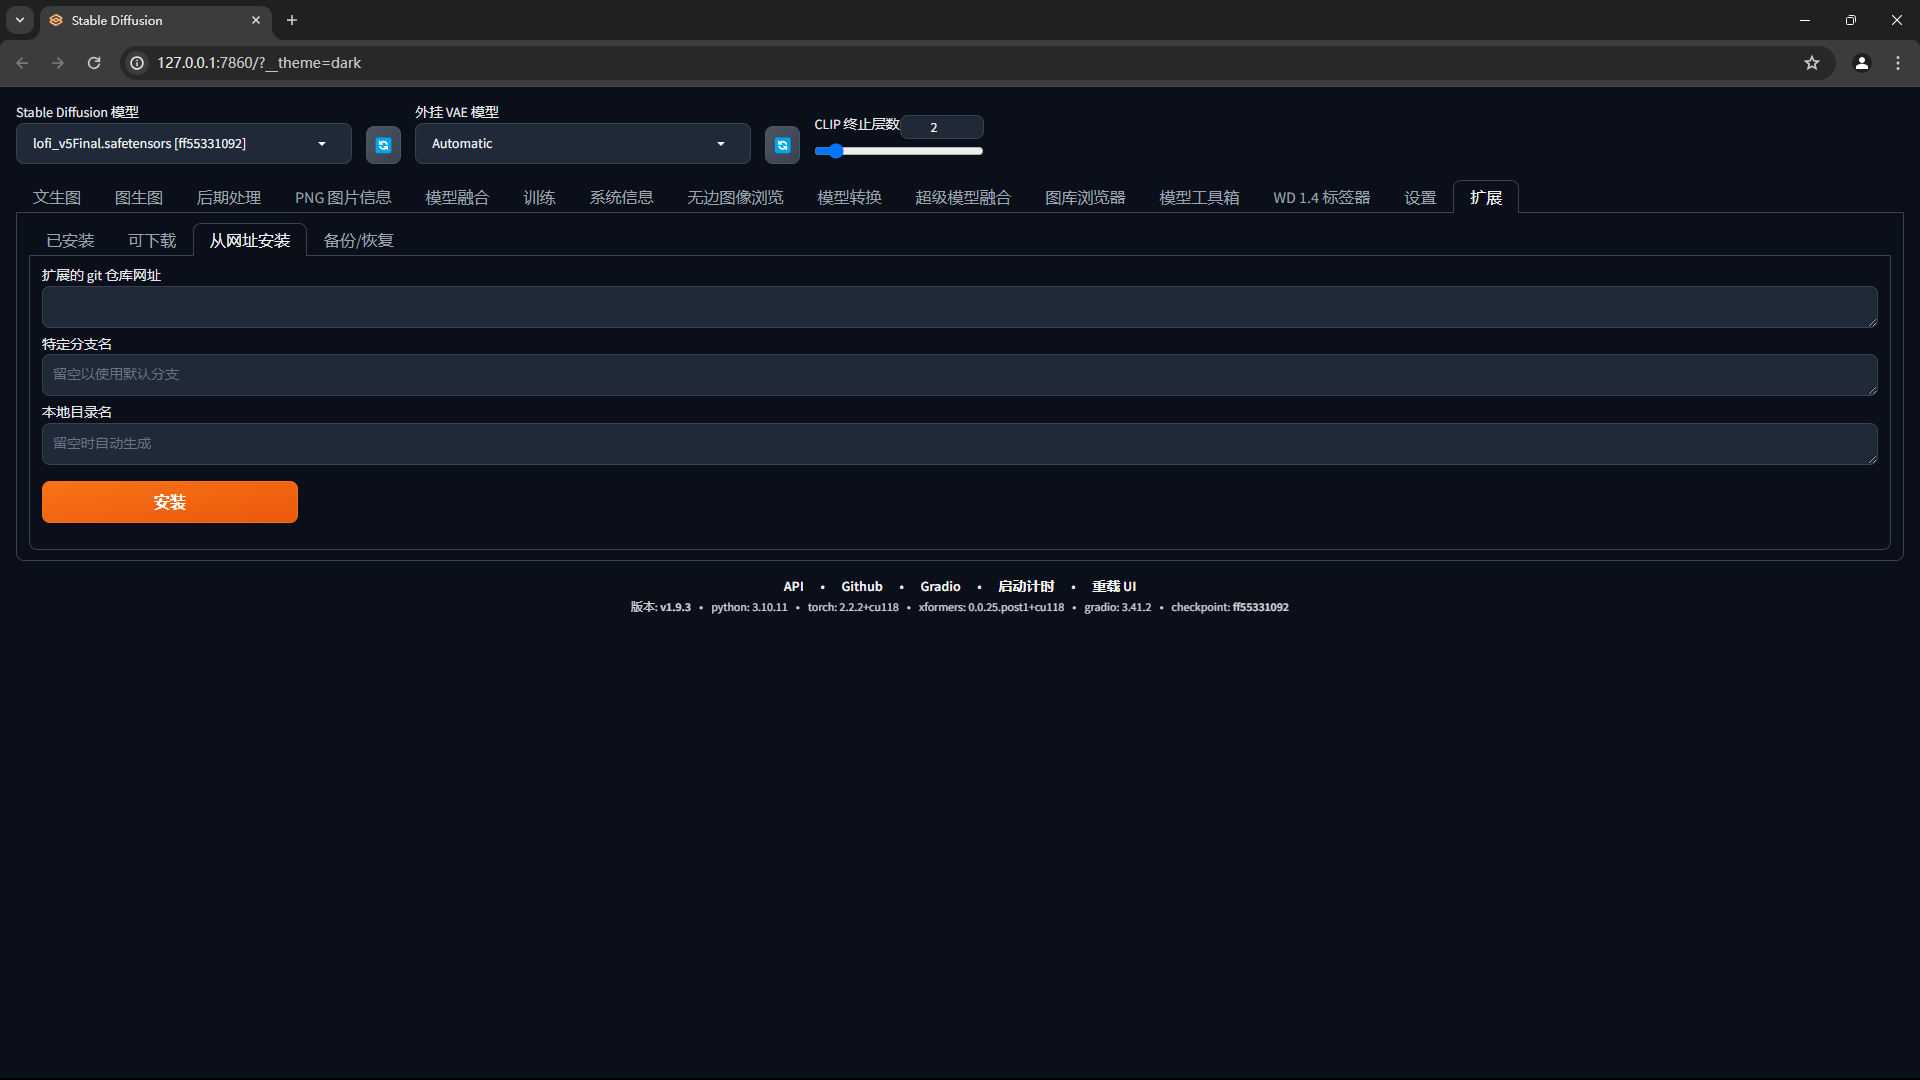 Stable Diffusion
127.0.0.1:7860/?__theme=dark
Stable Diffusion 模型
外挂 VAE 模型
CLIP 终止层数
2
lofi_v5Final.safetensors [ff55331092]
Automatic
文生图 图生图 后期处理 PNG 图片信息 模型融合 训练 系统信息 无边图像浏览 模型转换 超级模型融合 图库浏览器 模型工具箱 WD 1.4 标签器 设置 扩展
已安装 可下载 从网址安装 备份/恢复
扩展的 git 仓库网址
特定分支名
留空以使用默认分支
本地目录名
留空时自动生成
安装
API • Github • Gradio • 启动计时 • 重载 UI
版本: v1.9.3 • python: 3.10.11 • torch: 2.2.2+cu118 • xformers: 0.0.25.post1+cu118 • gradio: 3.41.2 • checkpoint: ff55331092